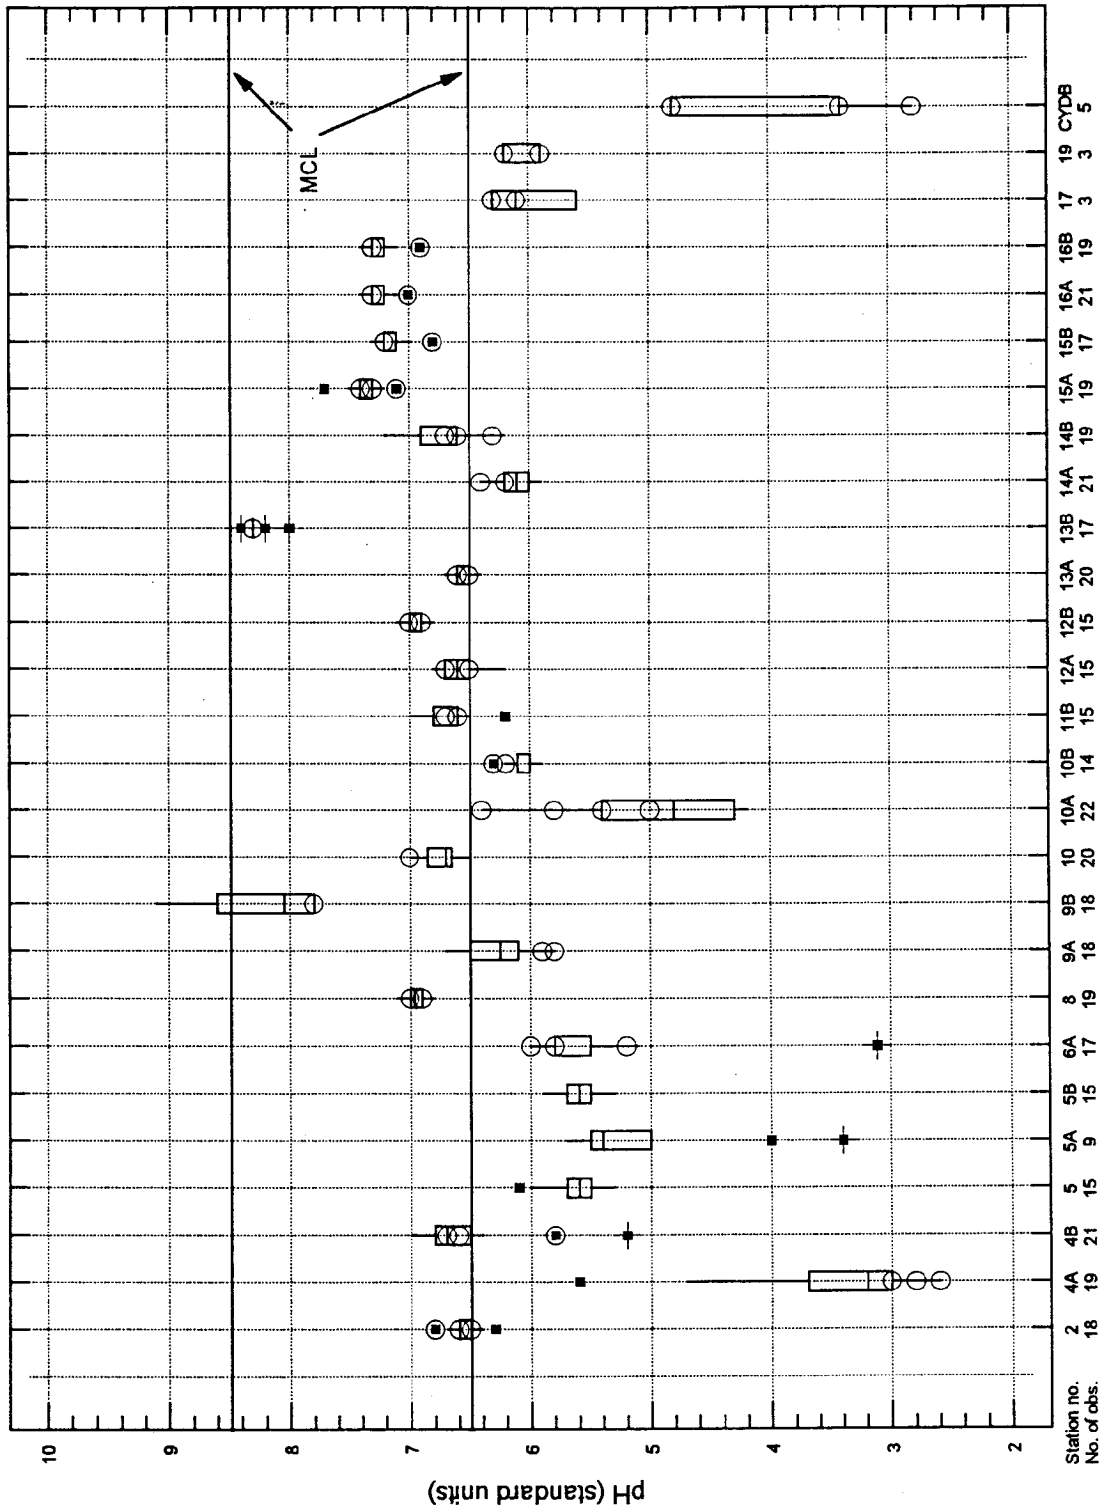 pH (standard units)
10
9
8
7
6
5
4
3
2
MCL
Station no. 2 4A 4B 5 5A 5B 6A 8 9A 9B 10 10A 10B 11B 12A 12B 13A 13B 14A 14B 15A 15B 16A 16B 17 19 CYDB
No. of obs. 18 19 21 15 9 15 17 19 18 18 20 22 14 15 15 15 20 17 21 19 19 17 21 19 3 3 5